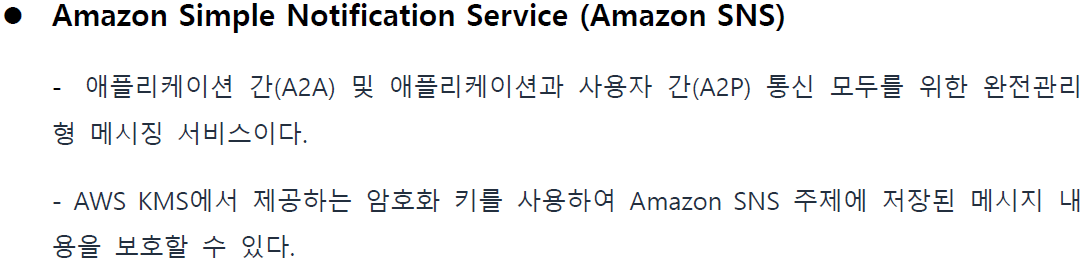 ● Amazon Simple Notification Service (Amazon SNS)
- 애플리케이션 간(A2A) 및 애플리케이션과 사용자 간(A2P) 통신 모두를 위한 완전관리
형 메시징 서비스이다.
- AWS KMS에서 제공하는 암호화 키를 사용하여 Amazon SNS 주제에 저장된 메시지 내
용을 보호할 수 있다.